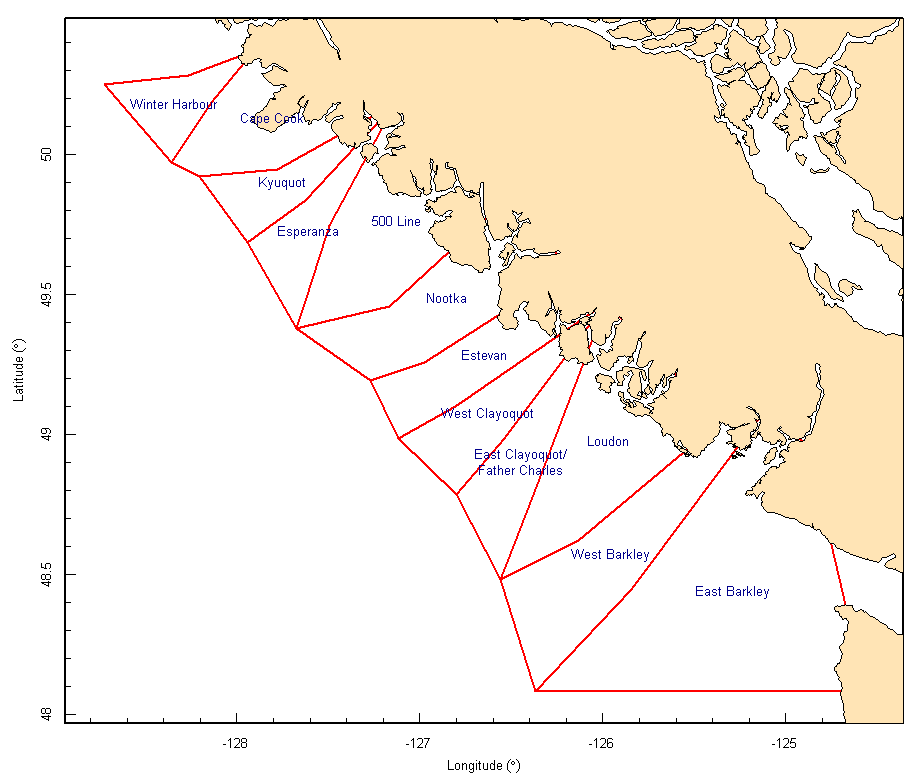 Winter Harbour
Cape Cook
Kyuquot
500 Line
Esperanza
Nootka
Estevan
West Clayoquot
Loudon
East Clayoquot/
Father Charles
West Barkley
East Barkley
50
49.5
49
48.5
48
Latitude (°)
-128
-127
-126
-125
Longitude (°)